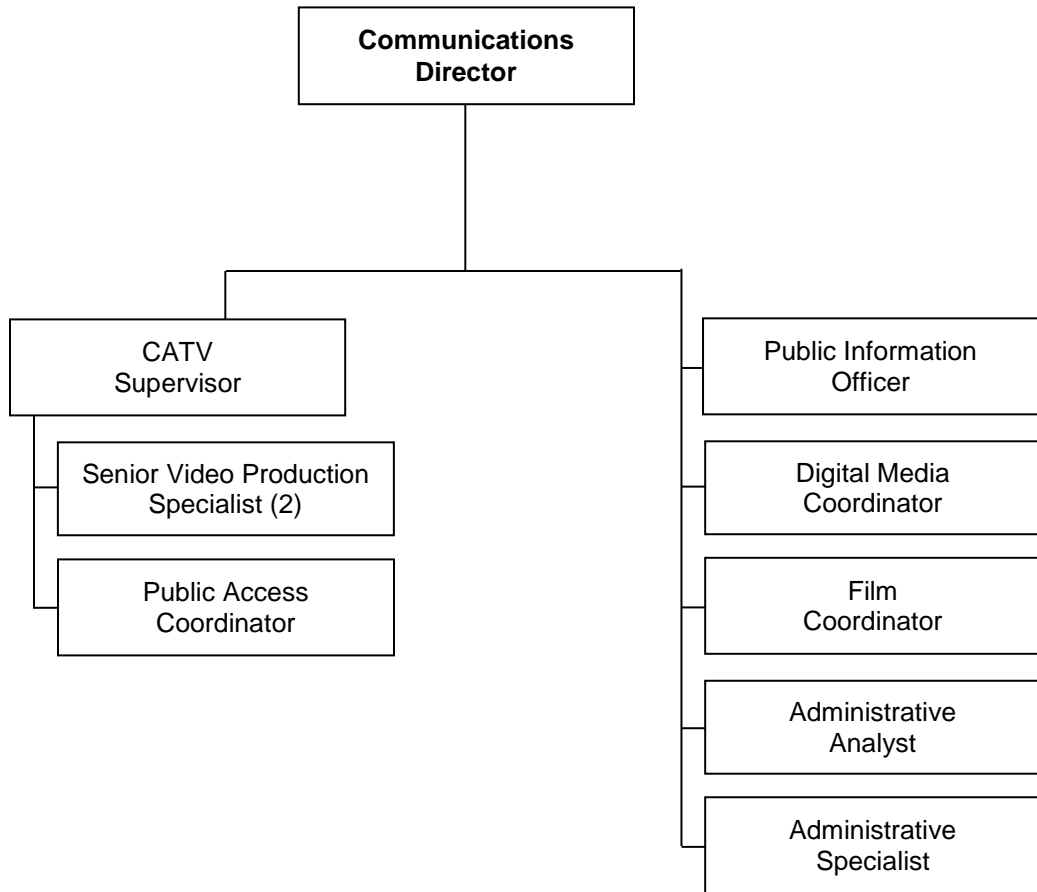 Communications
Director
CATV
Supervisor
Senior Video Production
Specialist (2)
Public Access
Coordinator
Public Information
Officer
Digital Media
Coordinator
Film
Coordinator
Administrative
Analyst
Administrative
Specialist